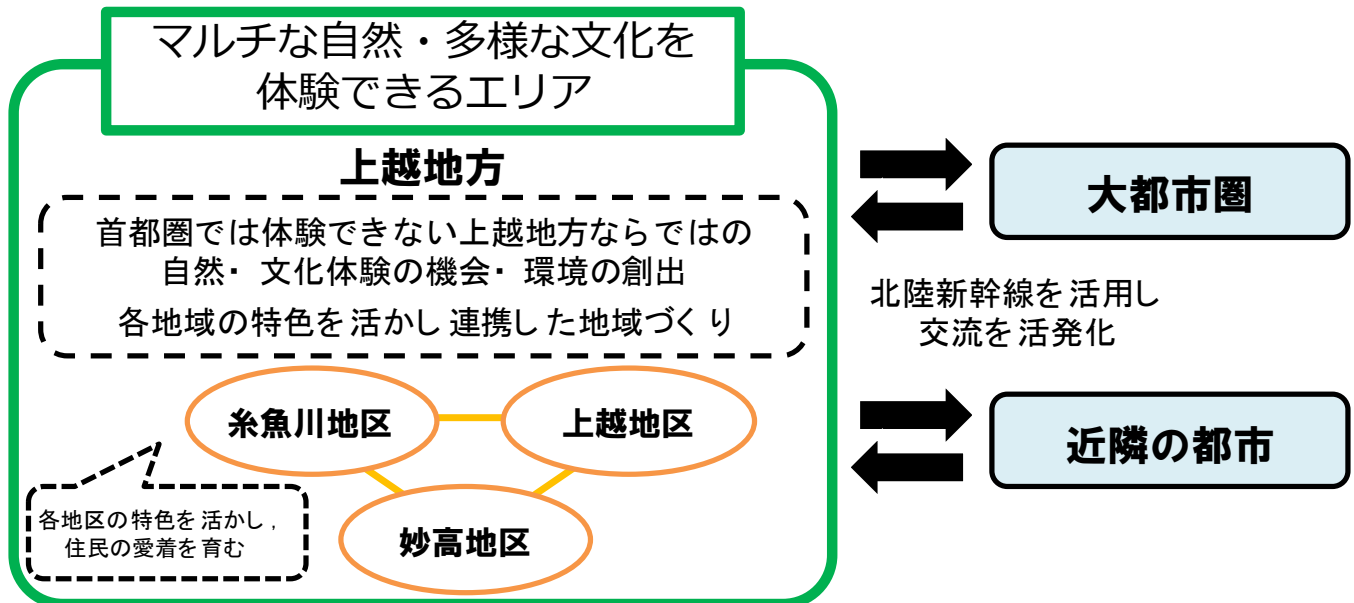 マルチな自然・多様な文化を
体験できるエリア
上越地方
首都圏では体験できない上越地方ならではの
自然・文化体験の機会・環境の創出
各地域の特色を活かし連携した地域づくり
糸魚川地区
上越地区
妙高地区
各地区の特色を活かし，
住民の愛着を育む
大都市圏
北陸新幹線を活用し
交流を活発化
近隣の都市